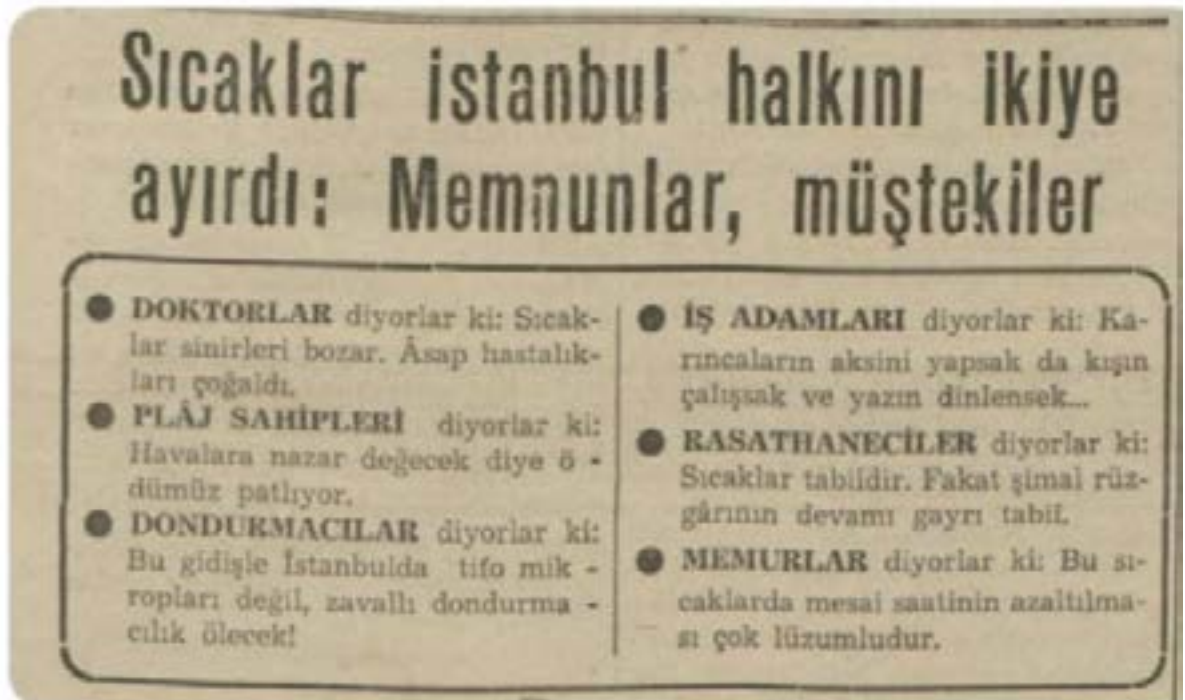 Sıcaklar istanbul halkını ikiye
ayırdı: Memnunlar, müştekiler
● DOKTORLAR diyorlar ki: Sıcak-
lar sinirleri bozar. Âsap hastalık-
ları çoğaldı.
● PLÂJ SAHİPLERİ diyorlar ki:
Havalara nazar değecek diye ö -
dümüz patlıyor.
● DONDURMACILAR diyorlar ki:
Bu gidişle İstanbulda tifo mik -
ropları değil, zavallı dondurma -
cılık ölecek!
● İŞ ADAMLARI diyorlar ki: Ka-
rıncaların aksini yapsak da kışın
çalışsak ve yazın dinlensek...
● RASATHANECİLER diyorlar ki:
Sıcaklar tabiîdir. Fakat şimal rüz-
gârının devamı gayrı tabiî.
● MEMURLAR diyorlar ki: Bu sı-
caklarda mesai saatinin azaltılma-
sı çok lüzumludur.